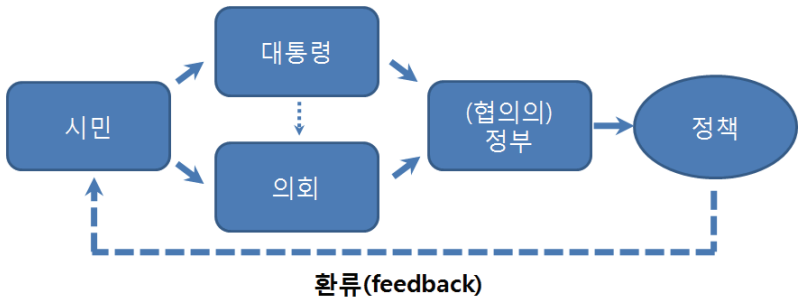 대통령
시민
(협의의)
정부
정책
의회
환류(feedback)